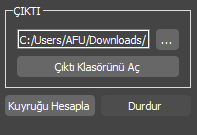 ÇIKTI
C:/Users/AFU/Downloads/ ...
Çıktı Klasörünü Aç
Kuyruğu Hesapla Durdur